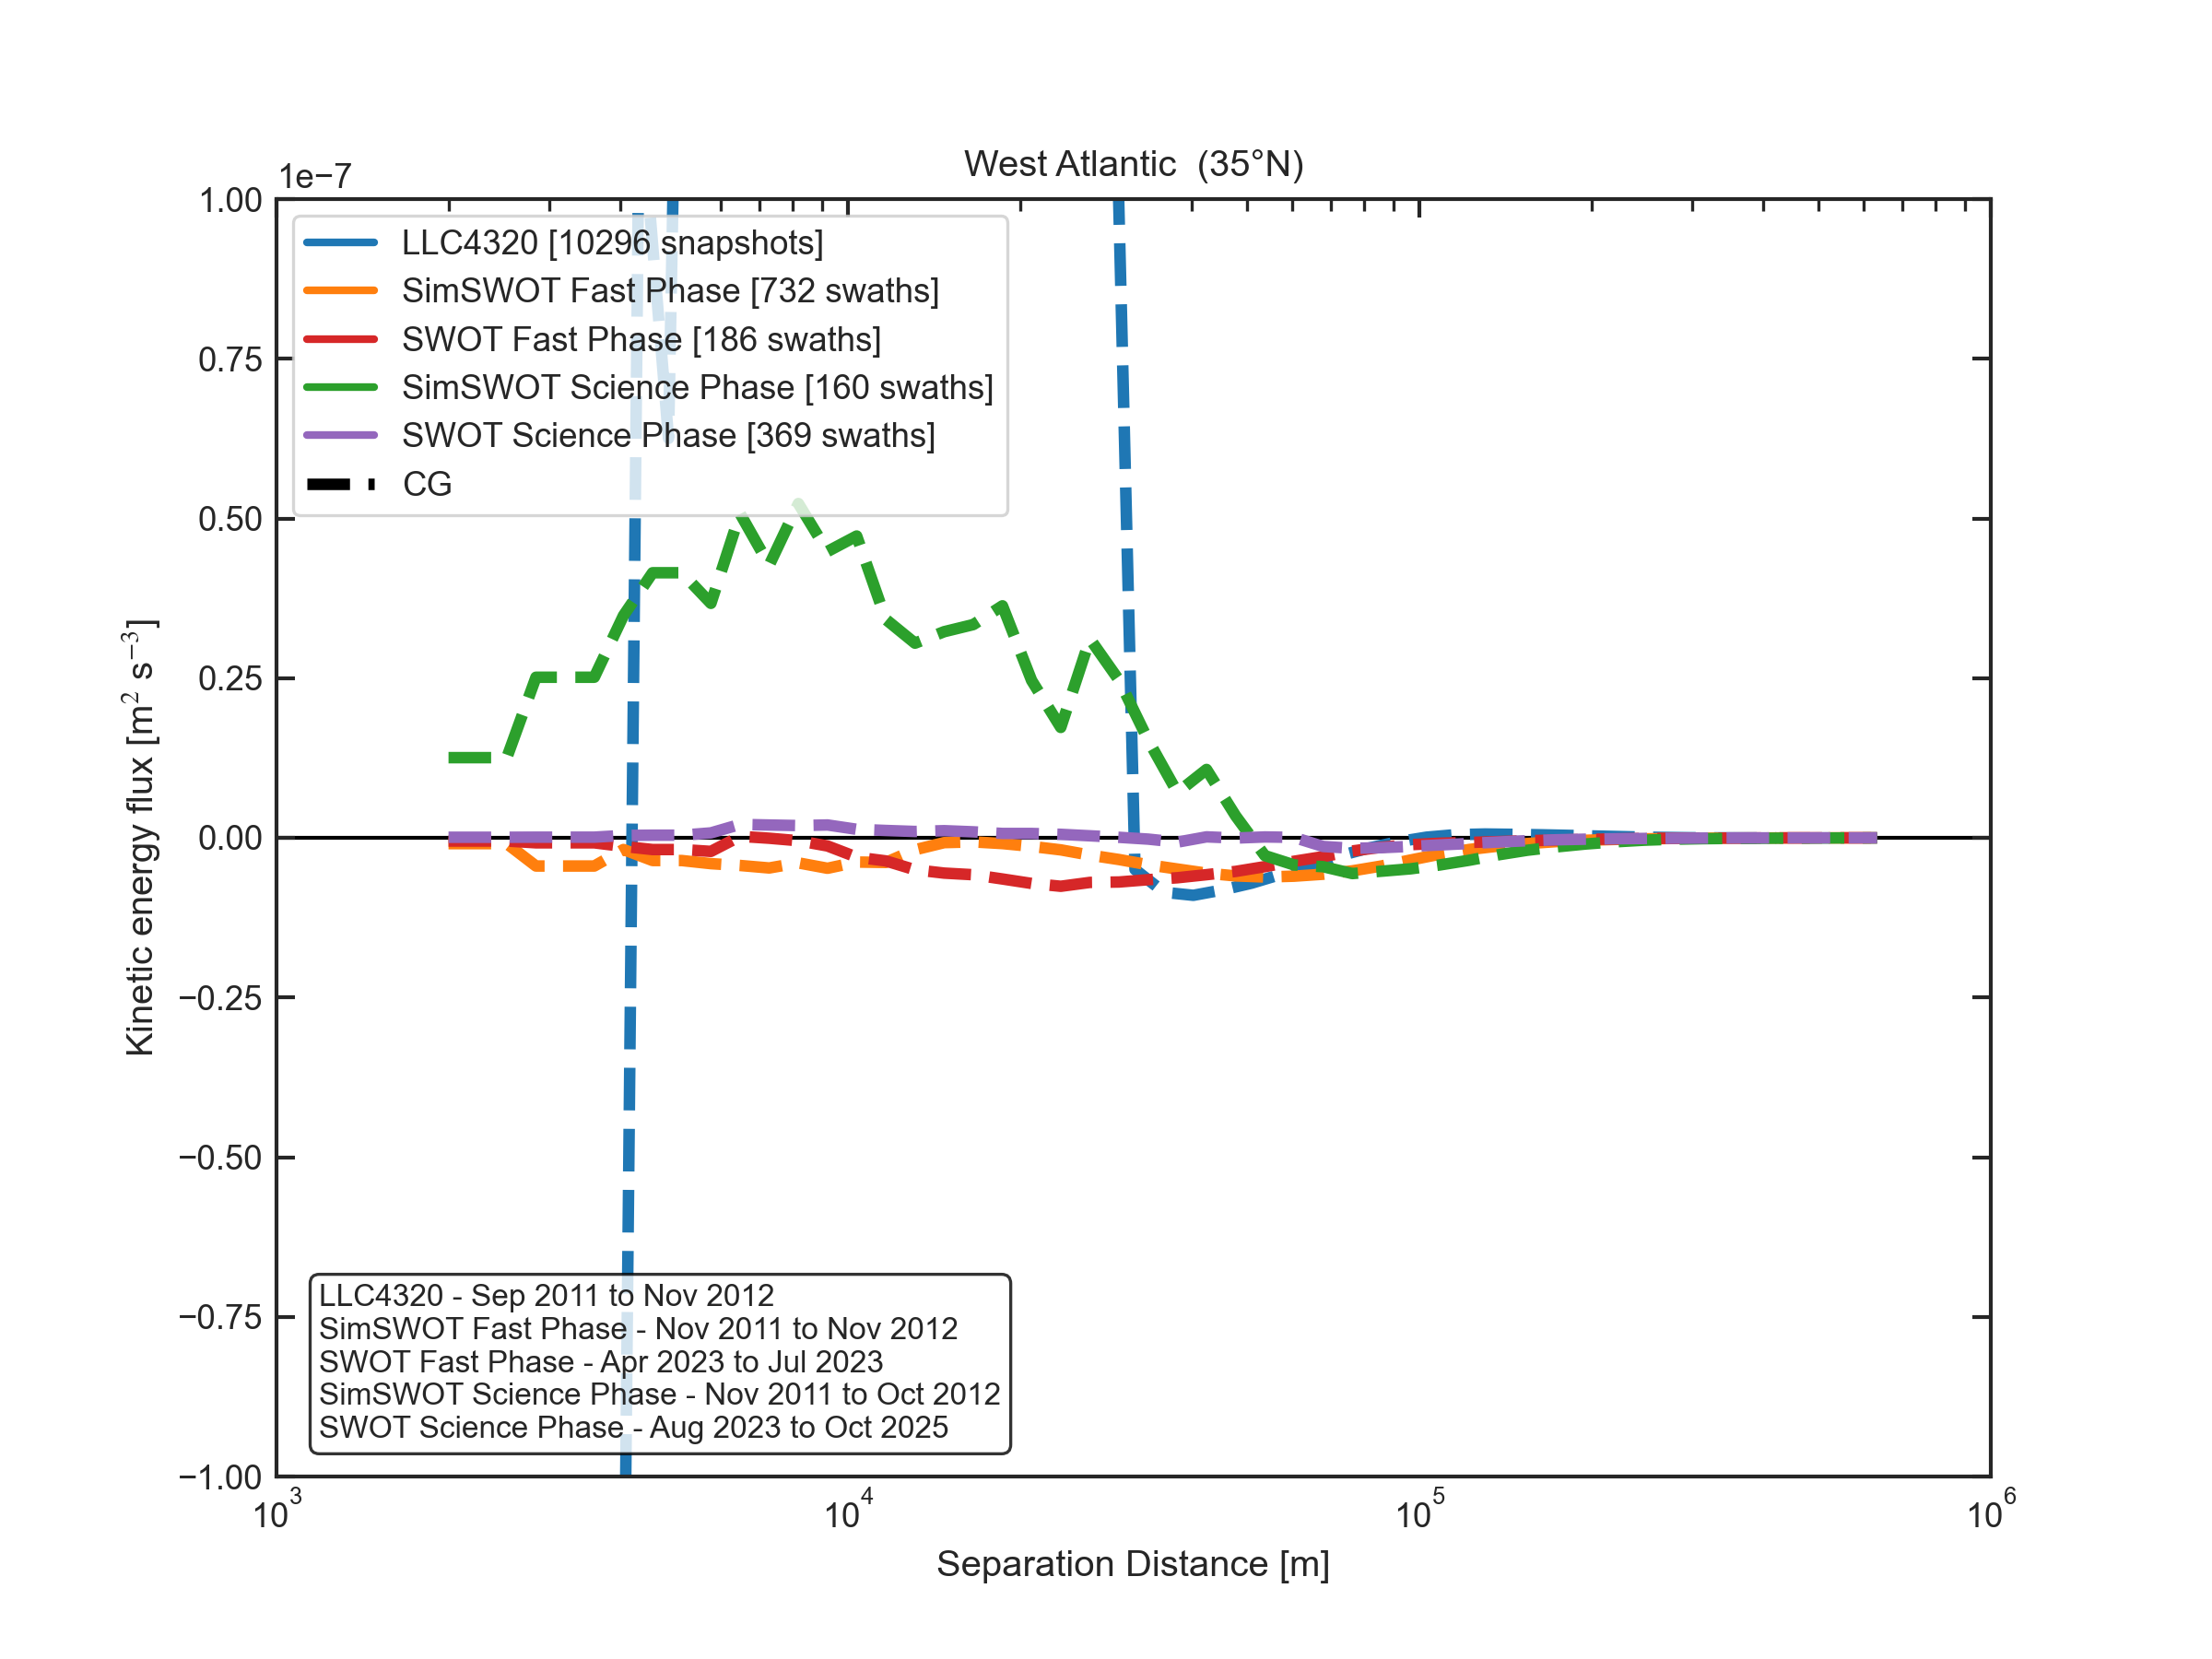 West Atlantic  (35°N)
1e−7
1.00
0.75
0.50
0.25
0.00
−0.25
−0.50
−0.75
−1.00
Kinetic energy flux [m² s⁻³]
LLC4320 [10296 snapshots]
SimSWOT Fast Phase [732 swaths]
SWOT Fast Phase [186 swaths]
SimSWOT Science Phase [160 swaths]
SWOT Science Phase [369 swaths]
CG
LLC4320 - Sep 2011 to Nov 2012
SimSWOT Fast Phase - Nov 2011 to Nov 2012
SWOT Fast Phase - Apr 2023 to Jul 2023
SimSWOT Science Phase - Nov 2011 to Oct 2012
SWOT Science Phase - Aug 2023 to Oct 2025
10³ 10⁴ 10⁵ 10⁶
Separation Distance [m]